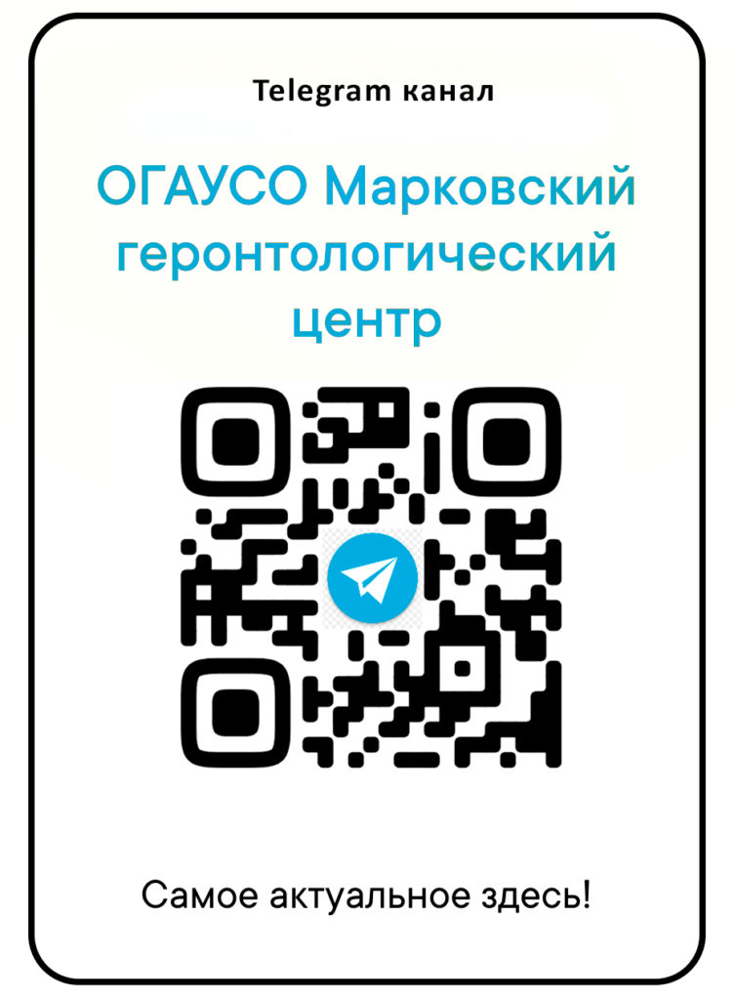 Telegram канал
ОГАУСО Марковский
геронтологический
центр
Самое актуальное здесь!